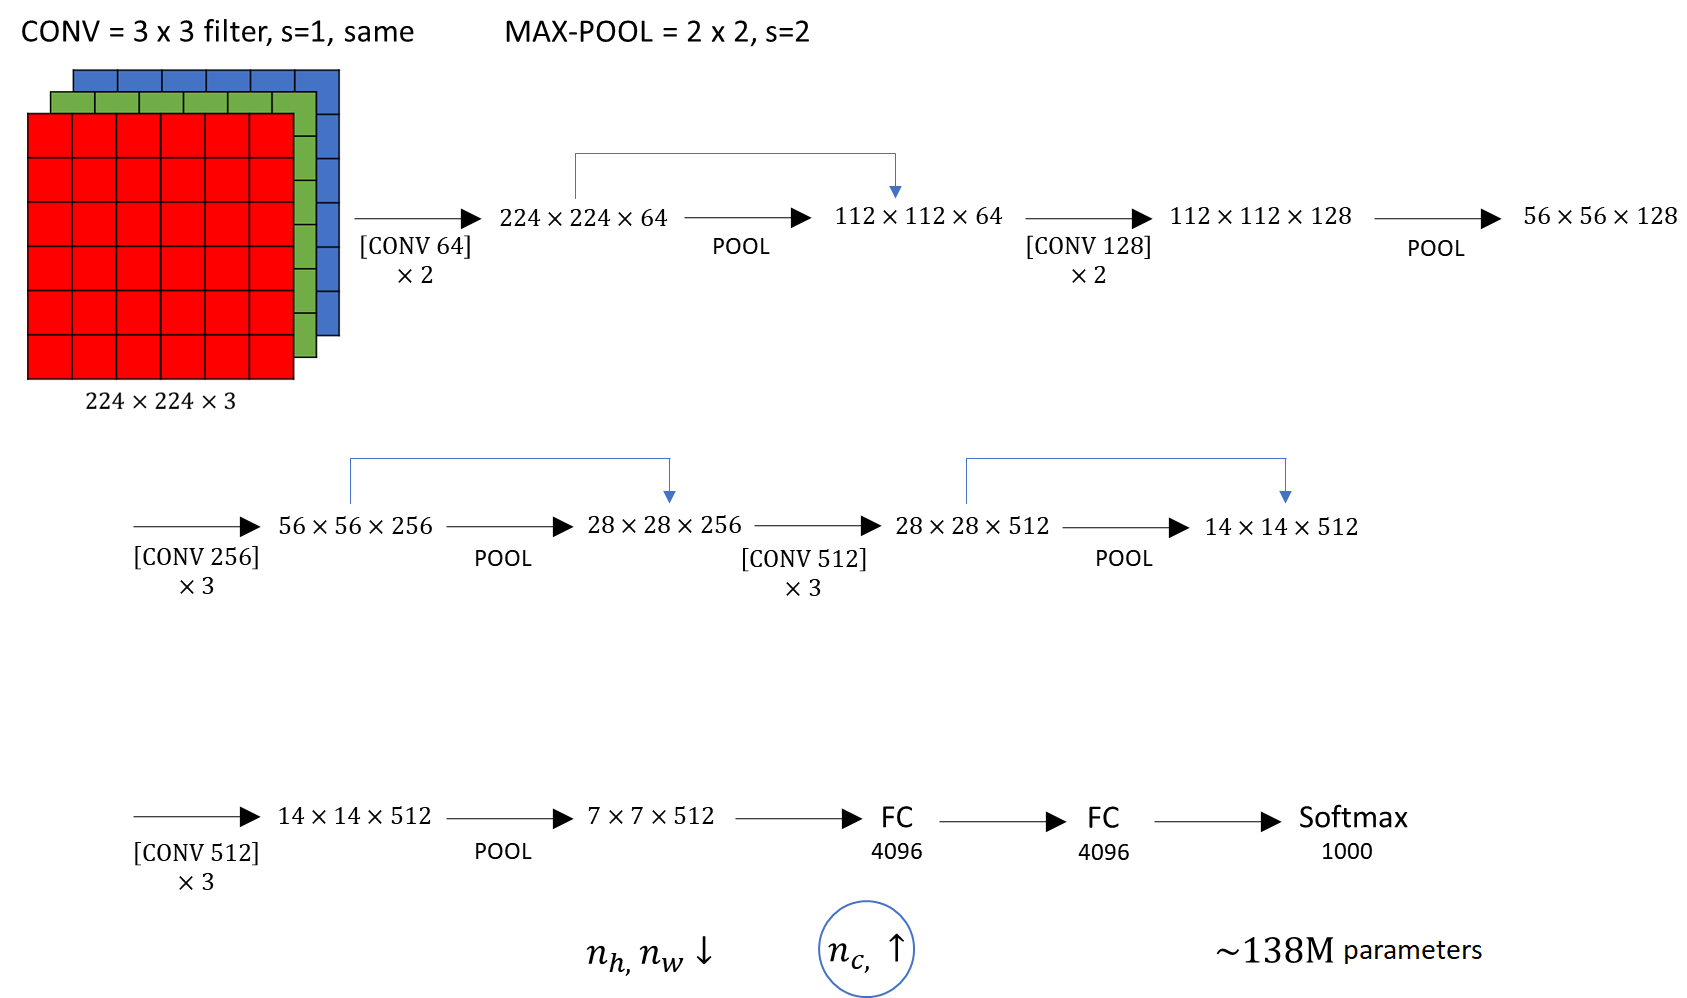 CONV = 3 x 3 filter, s=1, same
MAX-POOL = 2 x 2, s=2
224 × 224 × 3
[CONV 64]
× 2
224 × 224 × 64
POOL
112 × 112 × 64
[CONV 128]
× 2
112 × 112 × 128
POOL
56 × 56 × 128
[CONV 256]
× 3
56 × 56 × 256
POOL
28 × 28 × 256
[CONV 512]
× 3
28 × 28 × 512
POOL
14 × 14 × 512
[CONV 512]
× 3
14 × 14 × 512
POOL
7 × 7 × 512
FC
4096
FC
4096
Softmax
1000
n_h, n_w ↓
n_c, ↑
~138M parameters